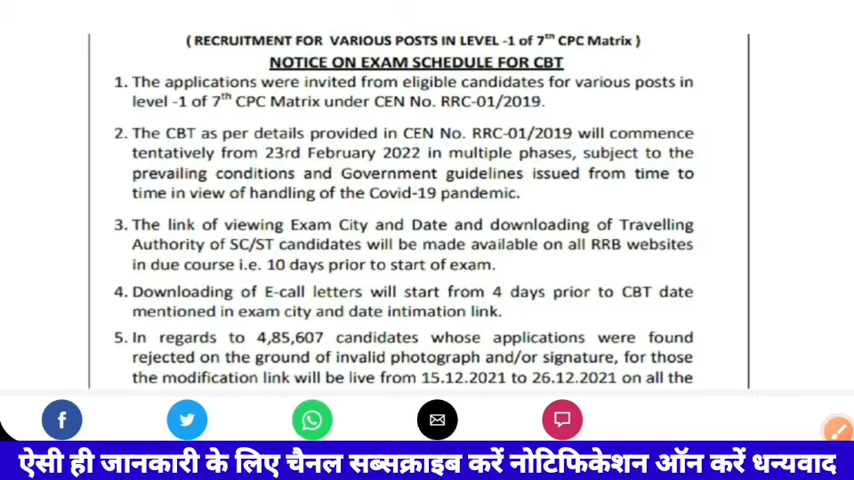 ( RECRUITMENT FOR VARIOUS POSTS IN LEVEL -1 of 7th CPC Matrix )
NOTICE ON EXAM SCHEDULE FOR CBT
1. The applications were invited from eligible candidates for various posts in
level -1 of 7th CPC Matrix under CEN No. RRC-01/2019.
2. The CBT as per details provided in CEN No. RRC-01/2019 will commence
tentatively from 23rd February 2022 in multiple phases, subject to the
prevailing conditions and Government guidelines issued from time to
time in view of handling of the Covid-19 pandemic.
3. The link of viewing Exam City and Date and downloading of Travelling
Authority of SC/ST candidates will be made available on all RRB websites
in due course i.e. 10 days prior to start of exam.
4. Downloading of E-call letters will start from 4 days prior to CBT date
mentioned in exam city and date intimation link.
5. In regards to 4,85,607 candidates whose applications were found
rejected on the ground of invalid photograph and/or signature, for those
the modification link will be live from 15.12.2021 to 26.12.2021 on all the
ऐसी ही जानकारी के लिए चैनल सब्सक्राइब करें नोटिफिकेशन ऑन करें धन्यवाद